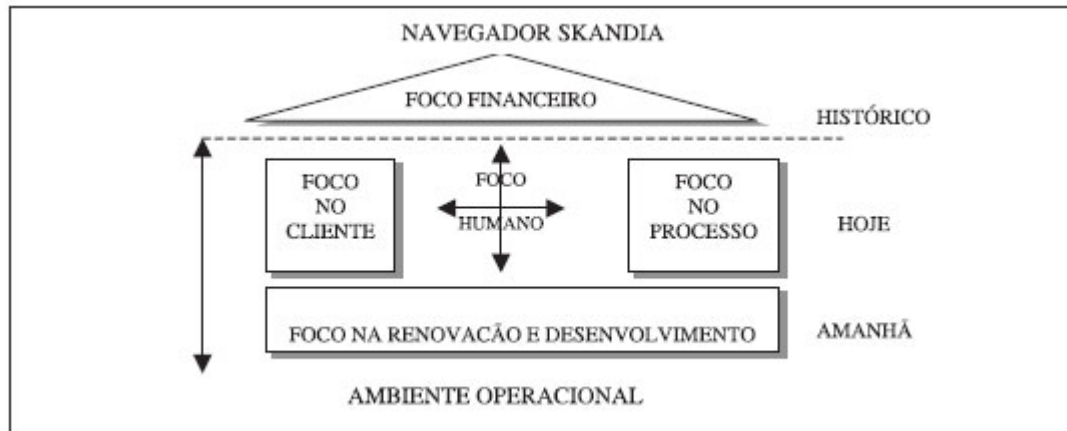 NAVEGADOR SKANDIA
FOCO FINANCEIRO
HISTÓRICO
FOCO
NO
CLIENTE
FOCO
HUMANO
FOCO
NO
PROCESSO
HOJE
FOCO NA RENOVAÇÃO E DESENVOLVIMENTO
AMANHÃ
AMBIENTE OPERACIONAL